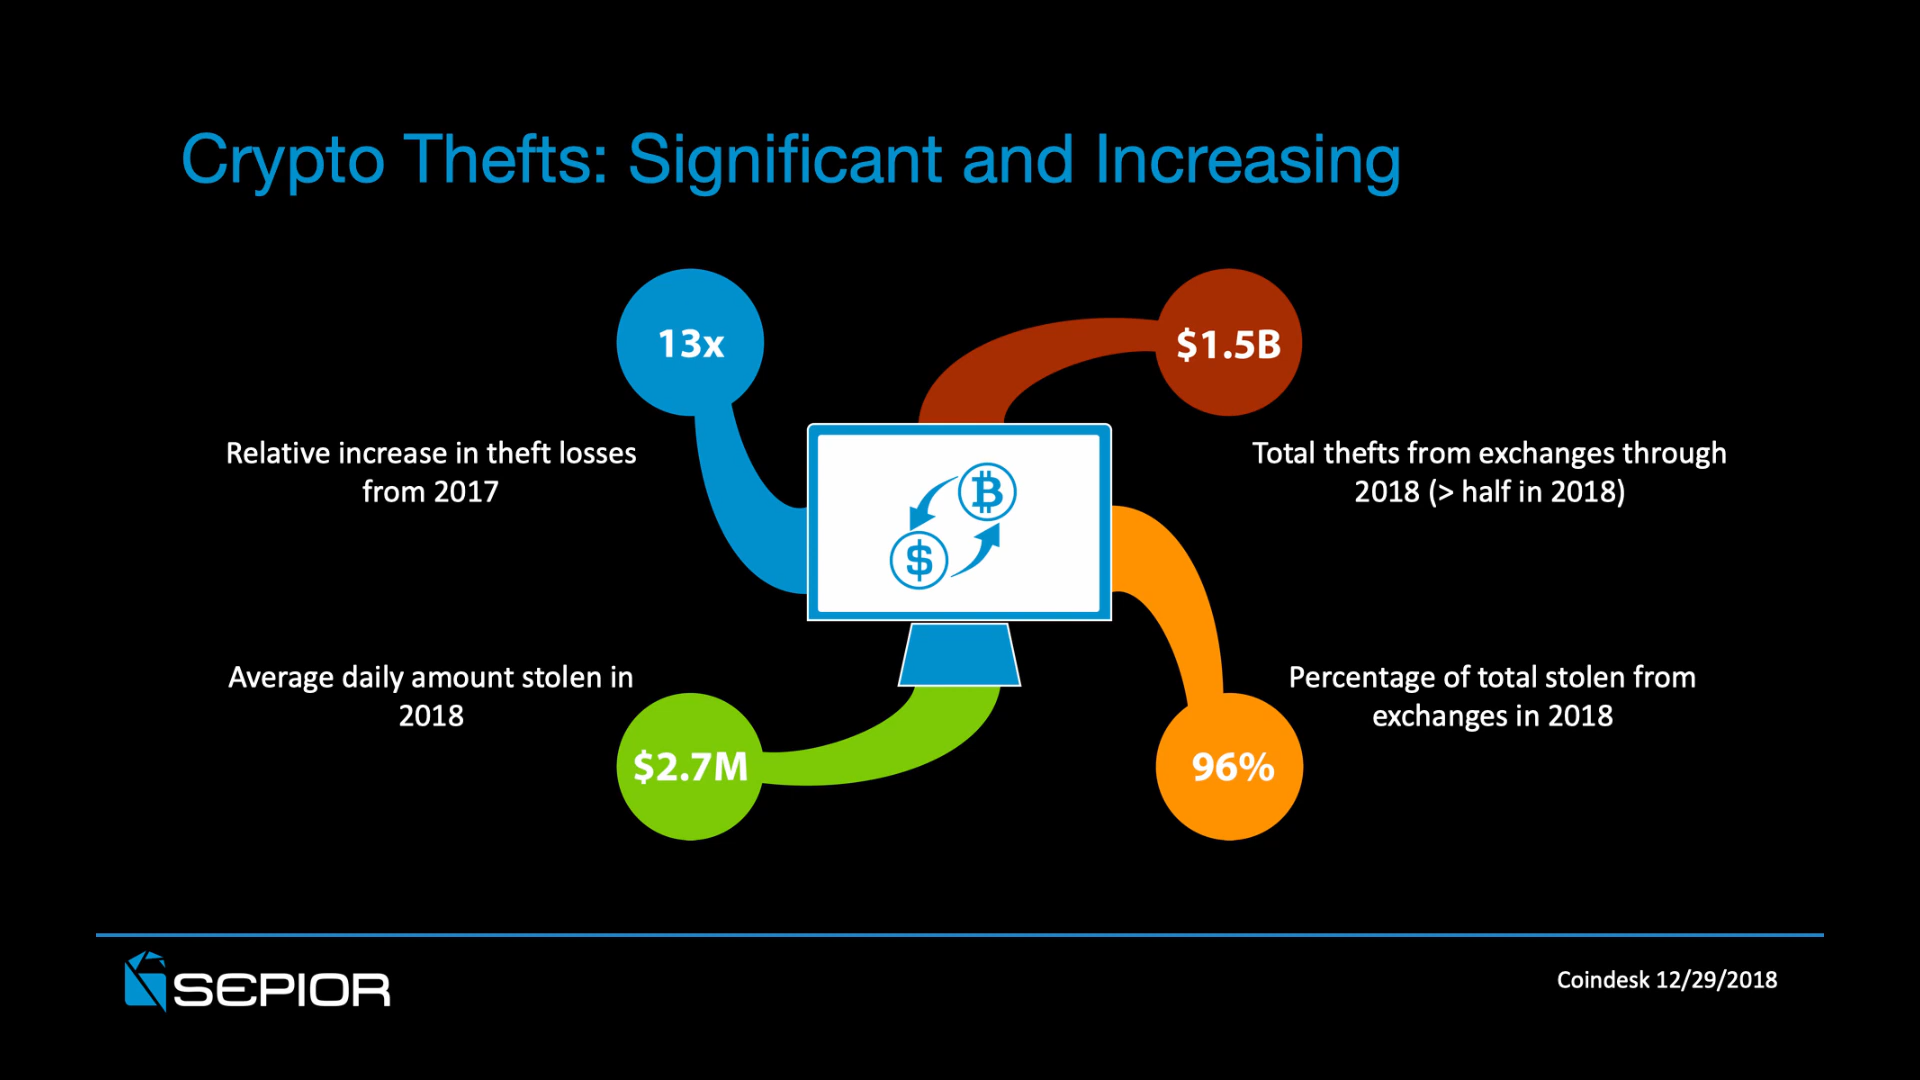 Crypto Thefts: Significant and Increasing
13x
Relative increase in theft losses
from 2017
$1.5B
Total thefts from exchanges through
2018 (> half in 2018)
Average daily amount stolen in
2018
$2.7M
Percentage of total stolen from
exchanges in 2018
96%
SEPIOR
Coindesk 12/29/2018